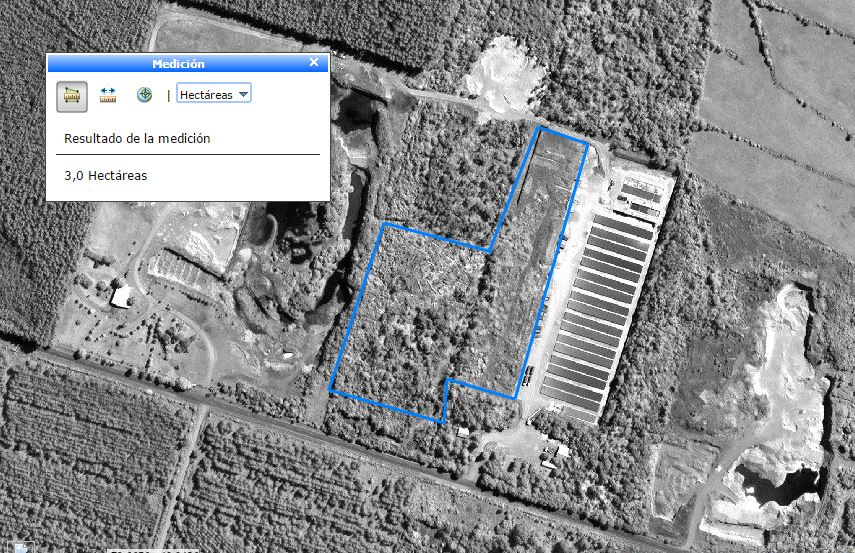 Medición
Hectáreas
Resultado de la medición
3,0 Hectáreas